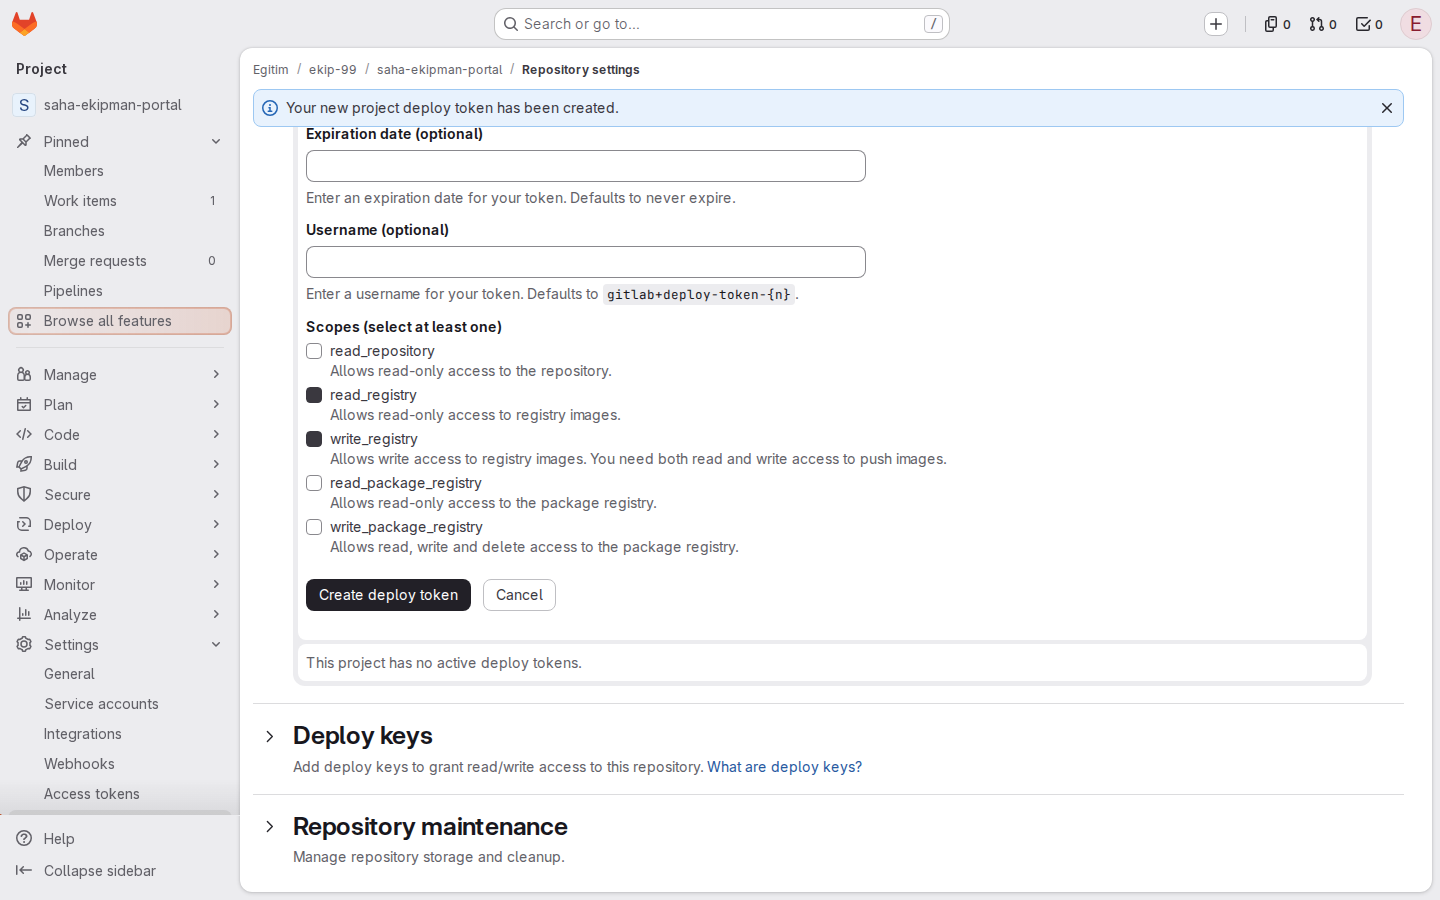 Search or go to...
/
0
0
0
E
Project
S
saha-ekipman-portal
Pinned
Members
Work items 1
Branches
Merge requests 0
Pipelines
Browse all features
Manage
Plan
Code
Build
Secure
Deploy
Operate
Monitor
Analyze
Settings
General
Service accounts
Integrations
Webhooks
Access tokens
Help
Collapse sidebar
Egitim / ekip-99 / saha-ekipman-portal / Repository settings
Your new project deploy token has been created.
Expiration date (optional)
Enter an expiration date for your token. Defaults to never expire.
Username (optional)
Enter a username for your token. Defaults to gitlab+deploy-token-{n}.
Scopes (select at least one)
read_repository
Allows read-only access to the repository.
read_registry
Allows read-only access to registry images.
write_registry
Allows write access to registry images. You need both read and write access to push images.
read_package_registry
Allows read-only access to the package registry.
write_package_registry
Allows read, write and delete access to the package registry.
Create deploy token
Cancel
This project has no active deploy tokens.
Deploy keys
Add deploy keys to grant read/write access to this repository. What are deploy keys?
Repository maintenance
Manage repository storage and cleanup.